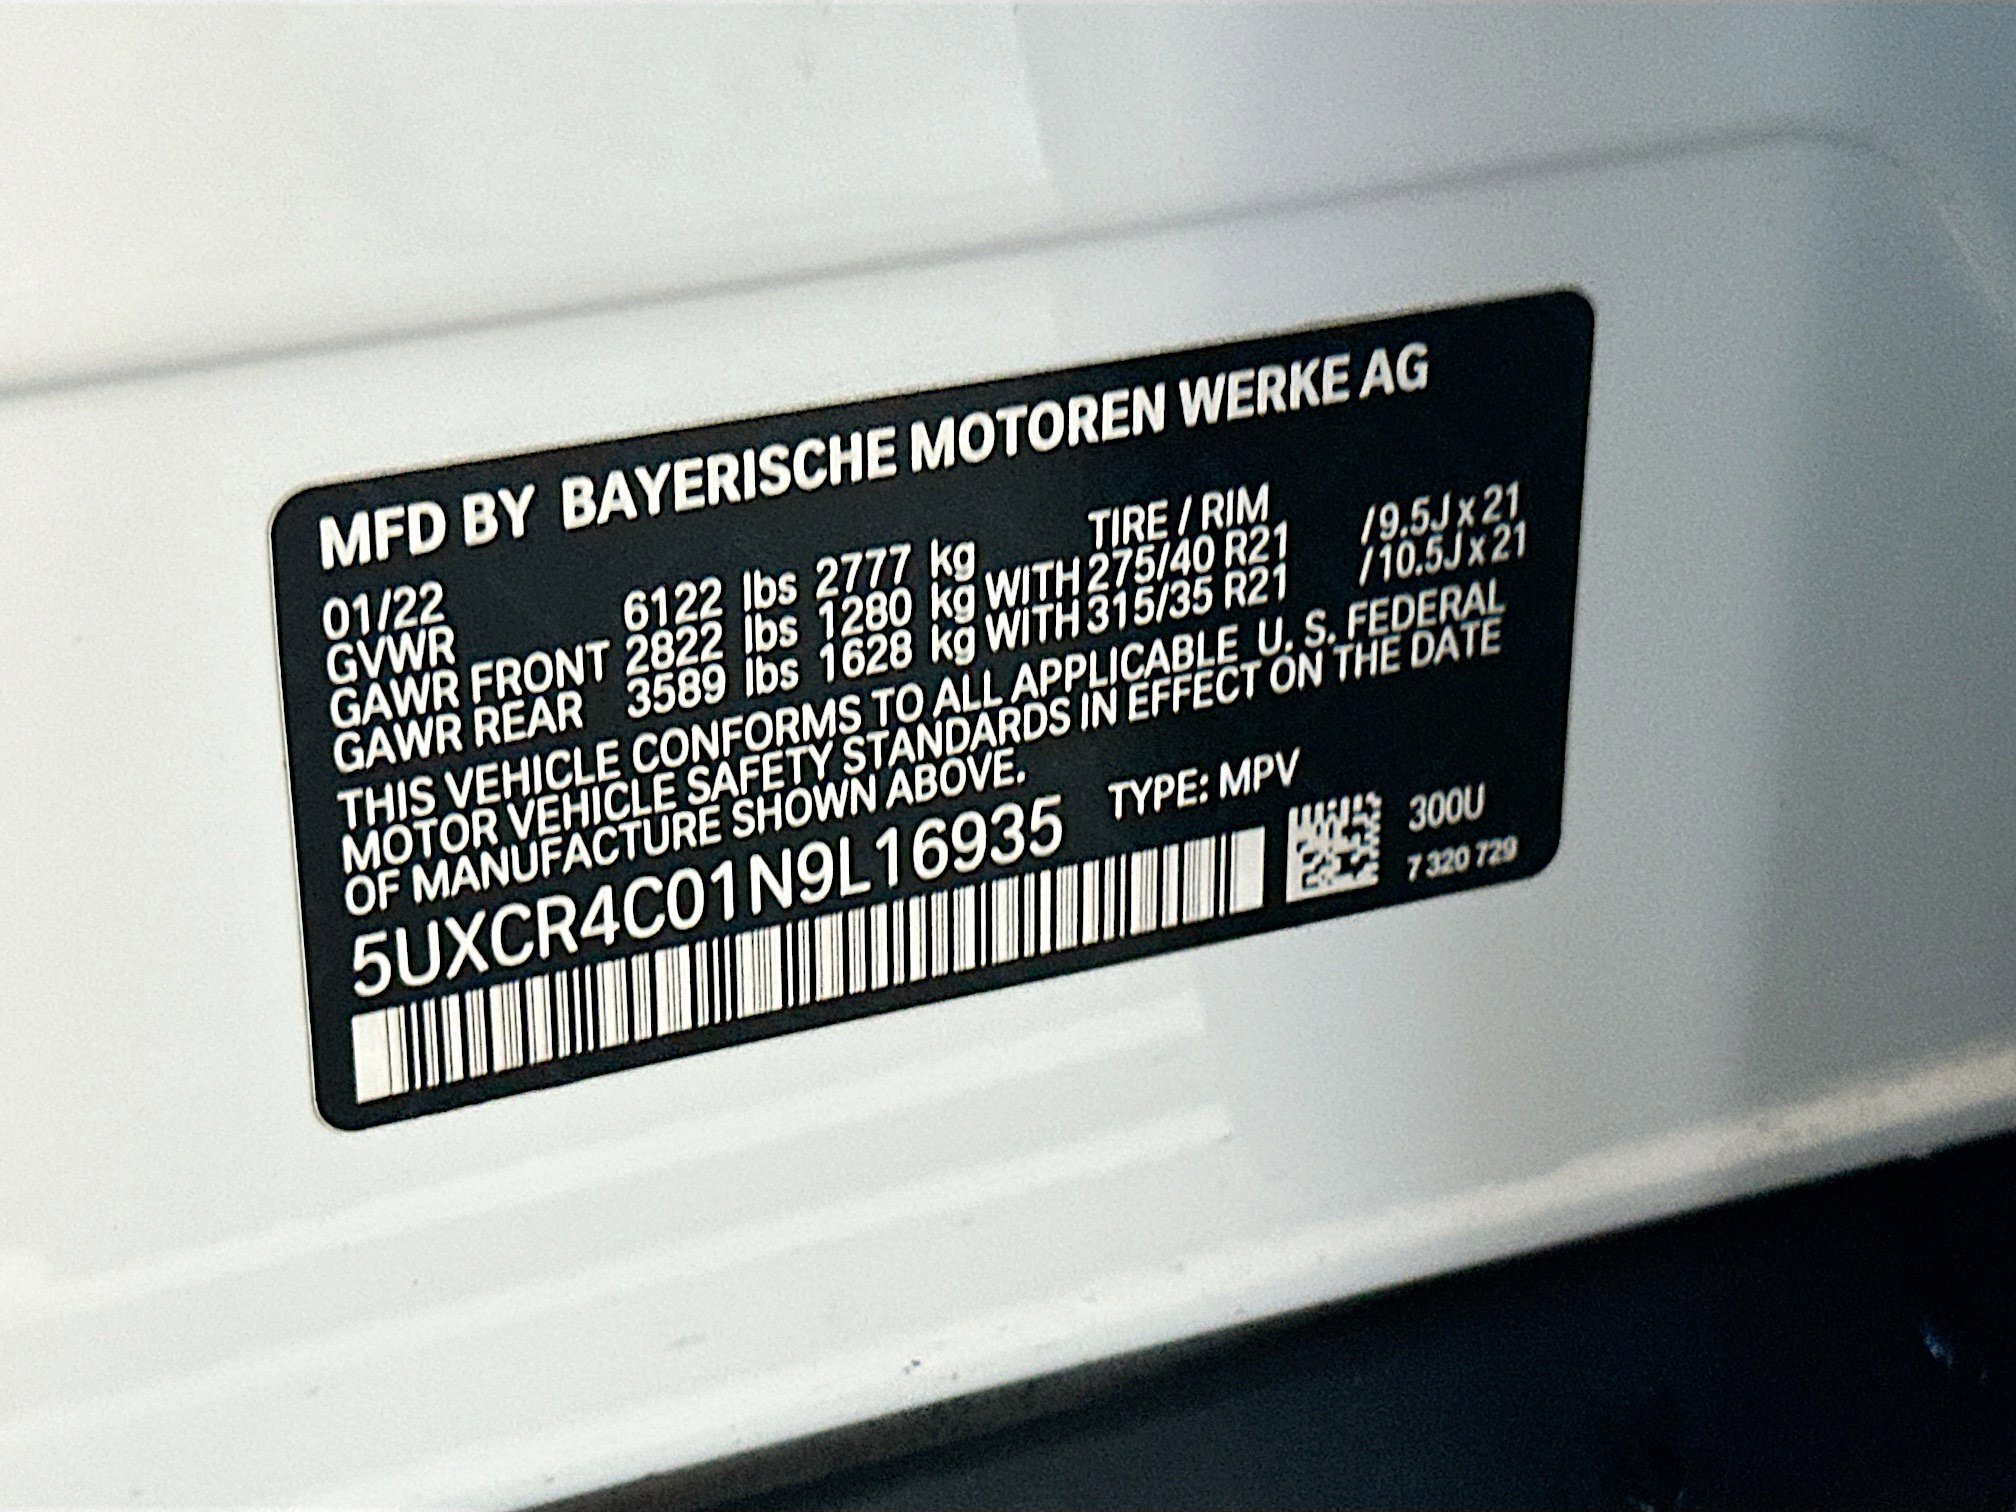 MFD BY BAYERISCHE MOTOREN WERKE AG
01/22 TIRE / RIM
GVWR 6122 lbs 2777 kg
GAWR FRONT 2822 lbs 1280 kg WITH 275/40 R21 /9.5J x 21
GAWR REAR 3589 lbs 1628 kg WITH 315/35 R21 /10.5J x 21
THIS VEHICLE CONFORMS TO ALL APPLICABLE U. S. FEDERAL
MOTOR VEHICLE SAFETY STANDARDS IN EFFECT ON THE DATE
OF MANUFACTURE SHOWN ABOVE.
5UXCR4C01N9L16935 TYPE: MPV
300U
7 320 729